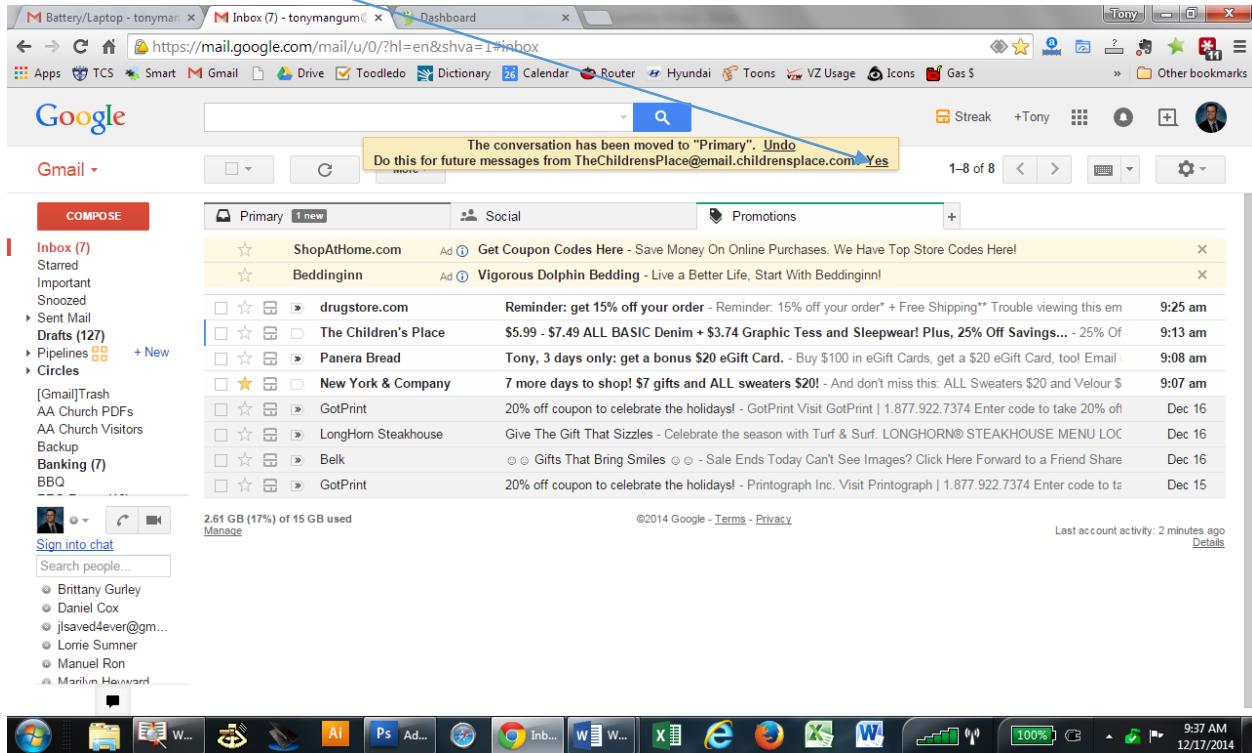 Battery/Laptop - tonyman
Inbox (7) - tonymangum@
Dashboard
Tony
https://mail.google.com/mail/u/0/?hl=en&shva=1#inbox
Apps TCS Smart Gmail Drive Toodledo Dictionary 26 Calendar Router Hyundai Toons VZ Usage Icons Gas $ » Other bookmarks
Google
Streak +Tony
The conversation has been moved to "Primary". Undo
Do this for future messages from TheChildrensPlace@email.childrensplace.com Yes
Gmail
More
1–8 of 8
COMPOSE
Primary 1 new Social Promotions +
Inbox (7)
Starred
Important
Snoozed
Sent Mail
Drafts (127)
Pipelines + New
Circles
[Gmail]Trash
AA Church PDFs
AA Church Visitors
Backup
Banking (7)
BBQ
ShopAtHome.com Ad Get Coupon Codes Here - Save Money On Online Purchases. We Have Top Store Codes Here!
Beddinginn Ad Vigorous Dolphin Bedding - Live a Better Life, Start With Beddinginn!
drugstore.com Reminder: get 15% off your order - Reminder: 15% off your order* + Free Shipping** Trouble viewing this em 9:25 am
The Children's Place $5.99 - $7.49 ALL BASIC Denim + $3.74 Graphic Tess and Sleepwear! Plus, 25% Off Savings... - 25% Of 9:13 am
Panera Bread Tony, 3 days only: get a bonus $20 eGift Card. - Buy $100 in eGift Cards, get a $20 eGift Card, too! Email 9:08 am
New York & Company 7 more days to shop! $7 gifts and ALL sweaters $20! - And don't miss this: ALL Sweaters $20 and Velour $ 9:07 am
GotPrint 20% off coupon to celebrate the holidays! - GotPrint Visit GotPrint | 1.877.922.7374 Enter code to take 20% off Dec 16
LongHorn Steakhouse Give The Gift That Sizzles - Celebrate the season with Turf & Surf. LONGHORN® STEAKHOUSE MENU LOC Dec 16
Belk ☺☺ Gifts That Bring Smiles ☺☺ - Sale Ends Today Can't See Images? Click Here Forward to a Friend Share Dec 16
GotPrint 20% off coupon to celebrate the holidays! - Printograph Inc. Visit Printograph | 1.877.922.7374 Enter code to ta Dec 15
2.61 GB (17%) of 15 GB used
Manage
©2014 Google - Terms - Privacy
Last account activity: 2 minutes ago
Details
Sign into chat
Search people...
Brittany Gurley
Daniel Cox
jlsaved4ever@gm...
Lorrie Sumner
Manuel Ron
Marilyn Heyward
W... Ai Ps Ad... Inb... W W... 100%
9:37 AM
12/17/2014